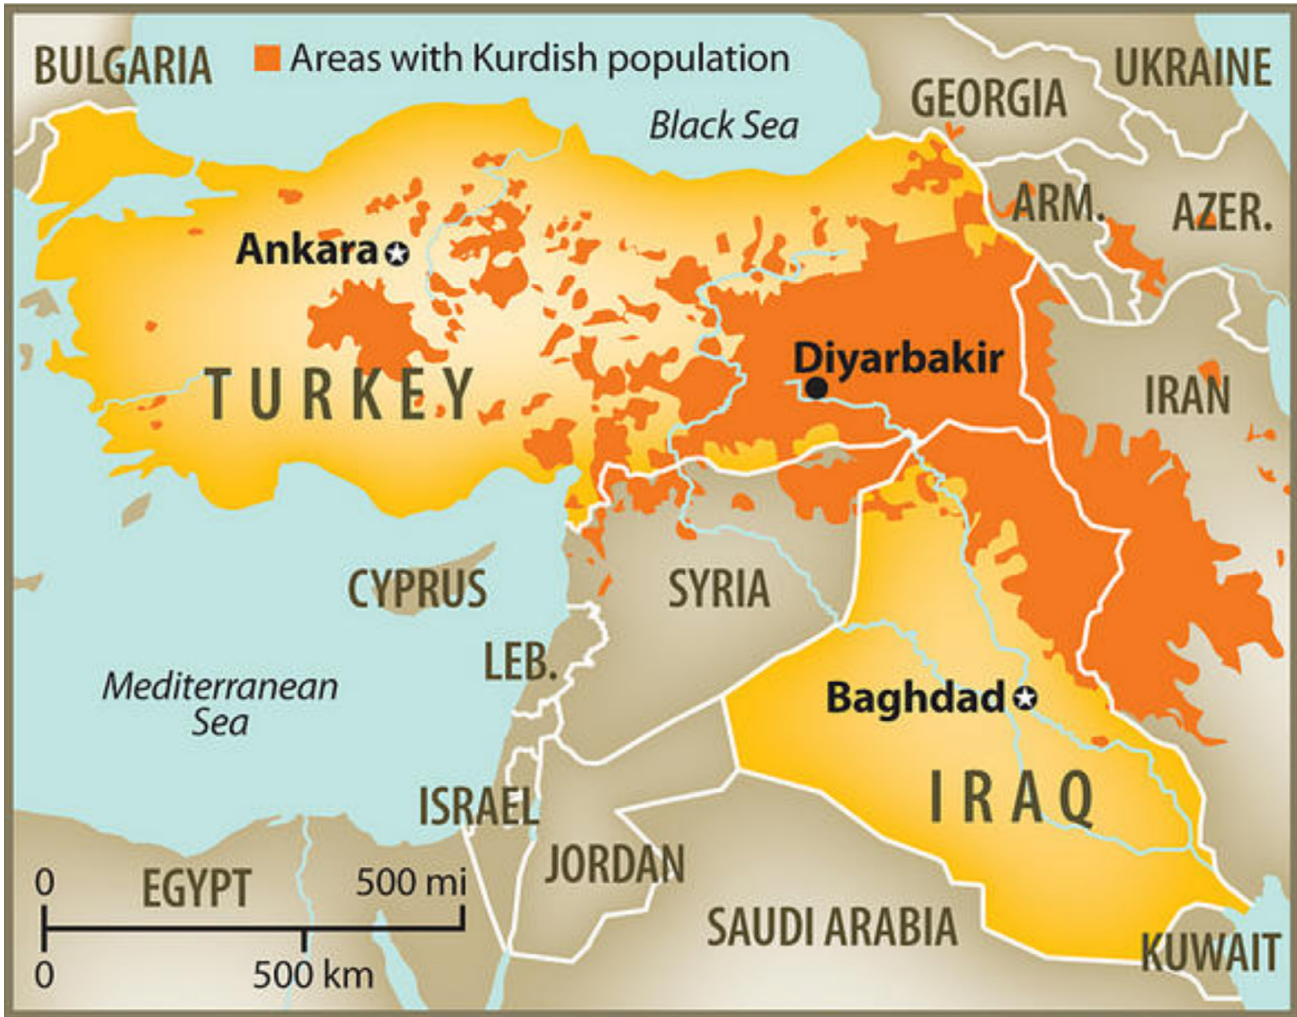 BULGARIA
Areas with Kurdish population
UKRAINE
GEORGIA
Black Sea
ARM.
AZER.
Ankara
Diyarbakir
TURKEY
IRAN
CYPRUS
SYRIA
LEB.
Mediterranean
Sea
Baghdad
ISRAEL
IRAQ
JORDAN
EGYPT
0
500 mi
SAUDI ARABIA
KUWAIT
0
500 km